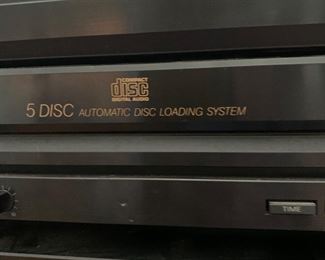 COMPACT
disc
DIGITAL AUDIO
5 DISC AUTOMATIC DISC LOADING SYSTEM
TIME